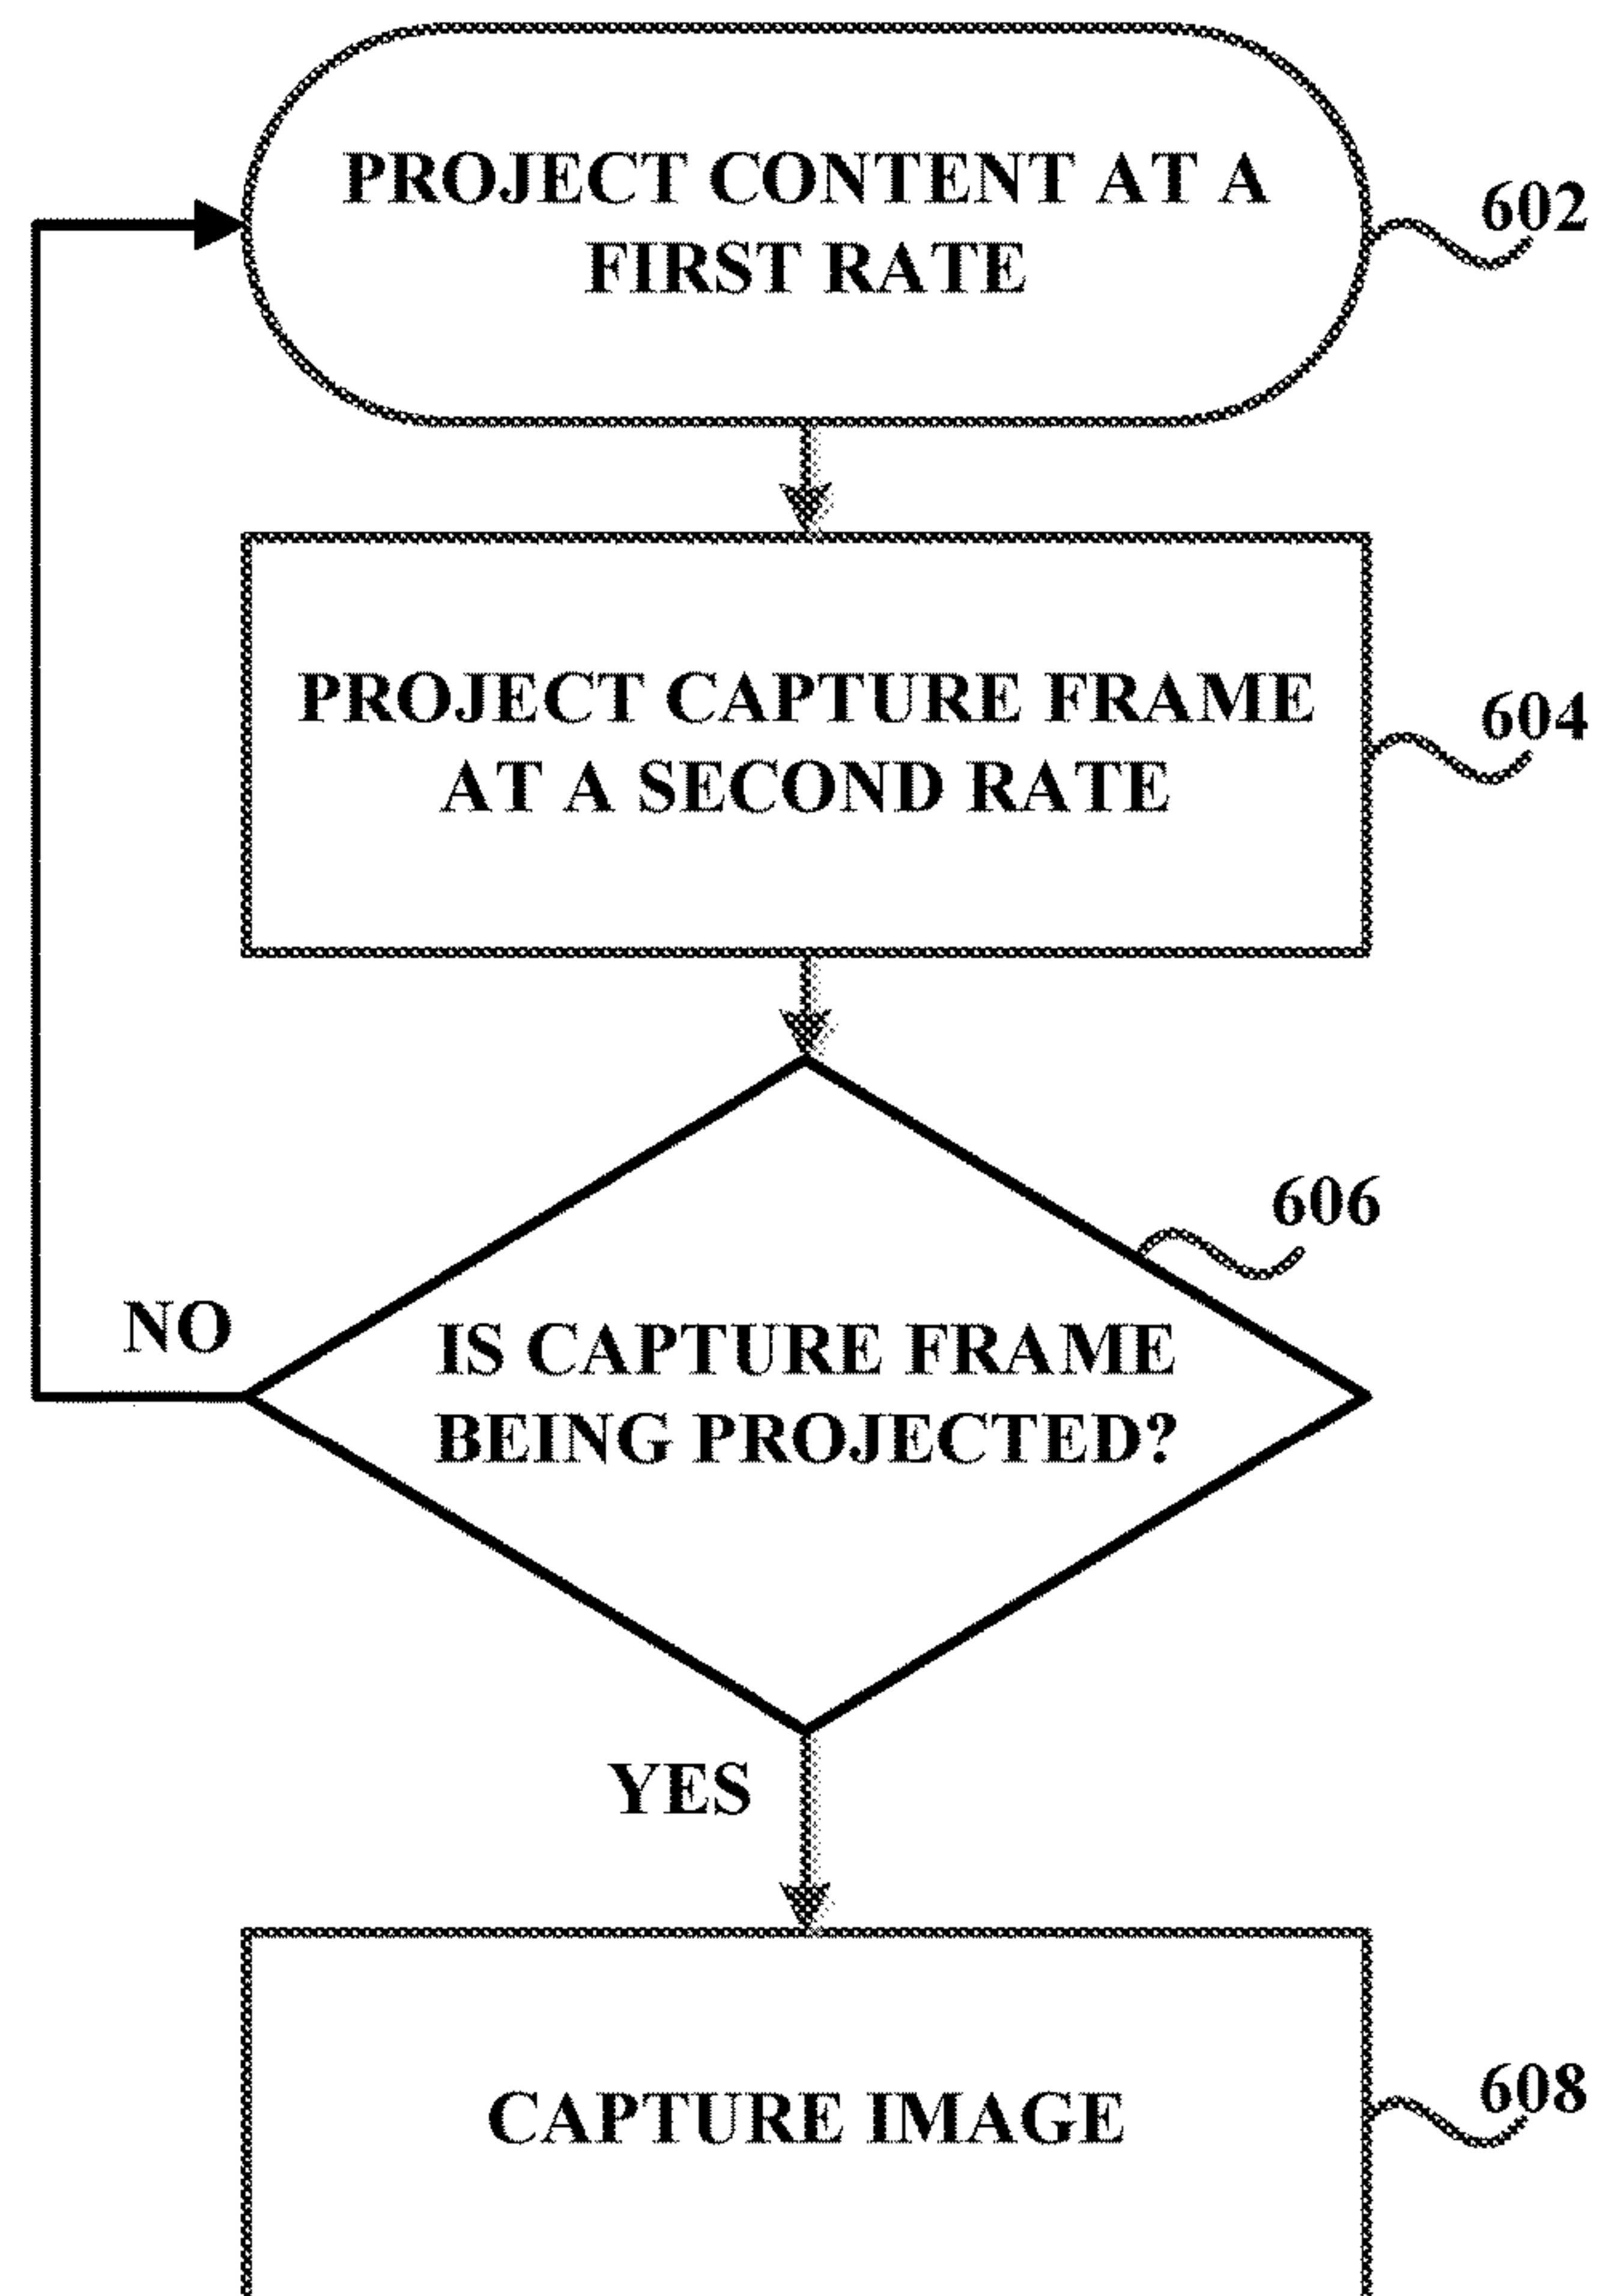 PROJECT CONTENT AT A
FIRST RATE
602
PROJECT CAPTURE FRAME
AT A SECOND RATE
604
606
NO
IS CAPTURE FRAME
BEING PROJECTED?
YES
CAPTURE IMAGE
608